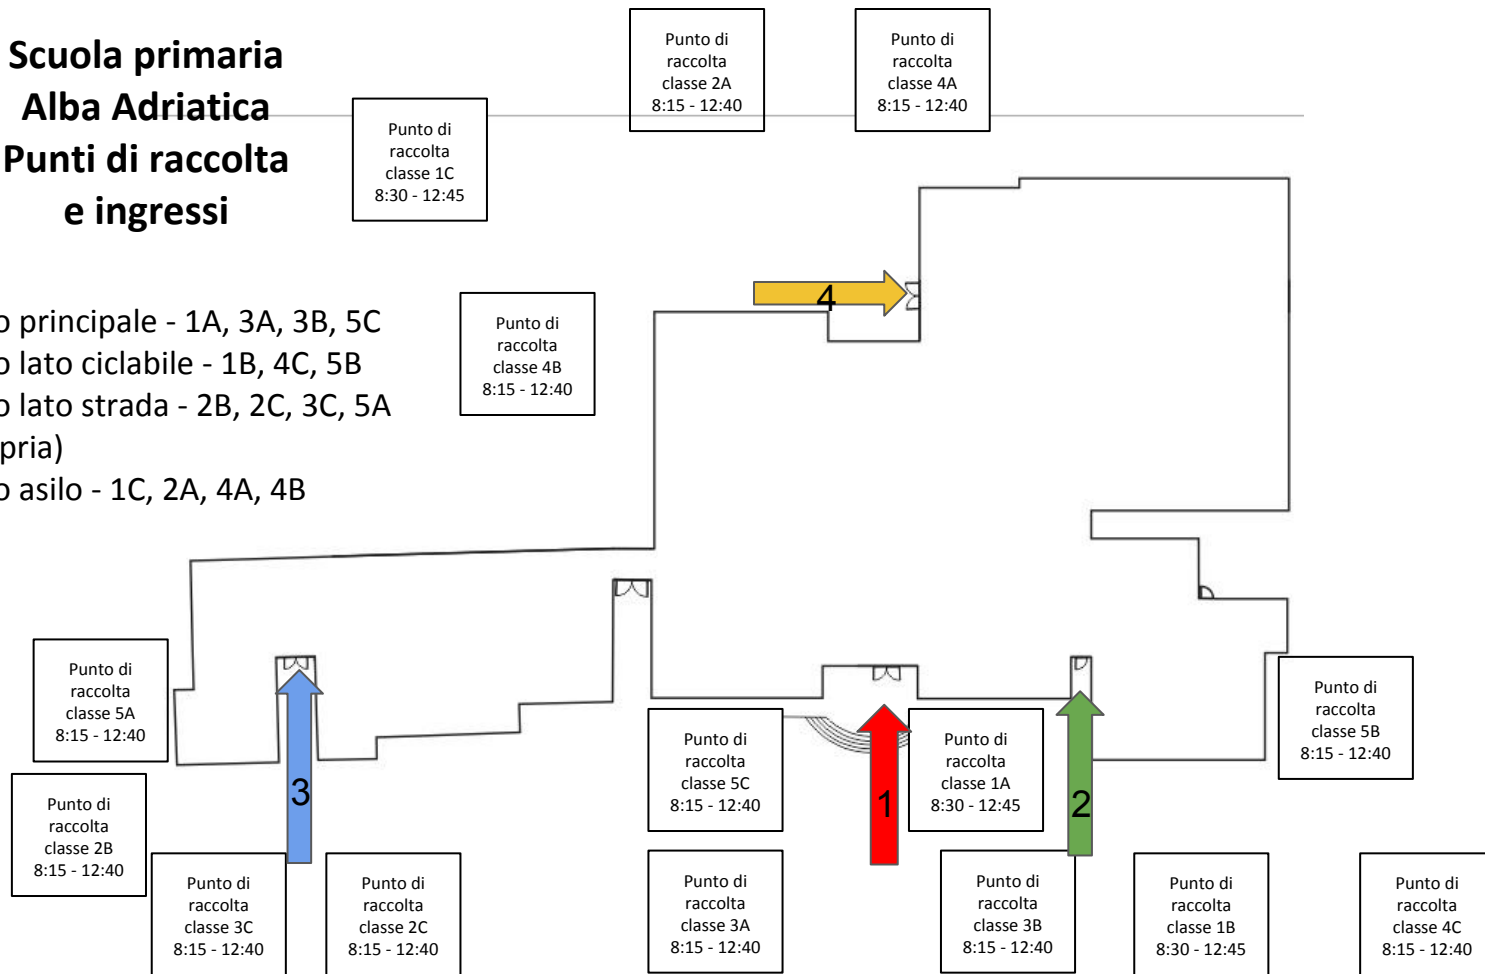 Scuola primaria
Alba Adriatica
Punti di raccolta
e ingressi
o principale - 1A, 3A, 3B, 5C
o lato ciclabile - 1B, 4C, 5B
o lato strada - 2B, 2C, 3C, 5A
pria)
o asilo - 1C, 2A, 4A, 4B
Punto di
raccolta
classe 2A
8:15 - 12:40
Punto di
raccolta
classe 4A
8:15 - 12:40
Punto di
raccolta
classe 1C
8:30 - 12:45
Punto di
raccolta
classe 4B
8:15 - 12:40
4
Punto di
raccolta
classe 5A
8:15 - 12:40
Punto di
raccolta
classe 2B
8:15 - 12:40
3
Punto di
raccolta
classe 3C
8:15 - 12:40
Punto di
raccolta
classe 2C
8:15 - 12:40
Punto di
raccolta
classe 5C
8:15 - 12:40
1
Punto di
raccolta
classe 1A
8:30 - 12:45
2
Punto di
raccolta
classe 5B
8:15 - 12:40
Punto di
raccolta
classe 3A
8:15 - 12:40
Punto di
raccolta
classe 3B
8:15 - 12:40
Punto di
raccolta
classe 1B
8:30 - 12:45
Punto di
raccolta
classe 4C
8:15 - 12:40